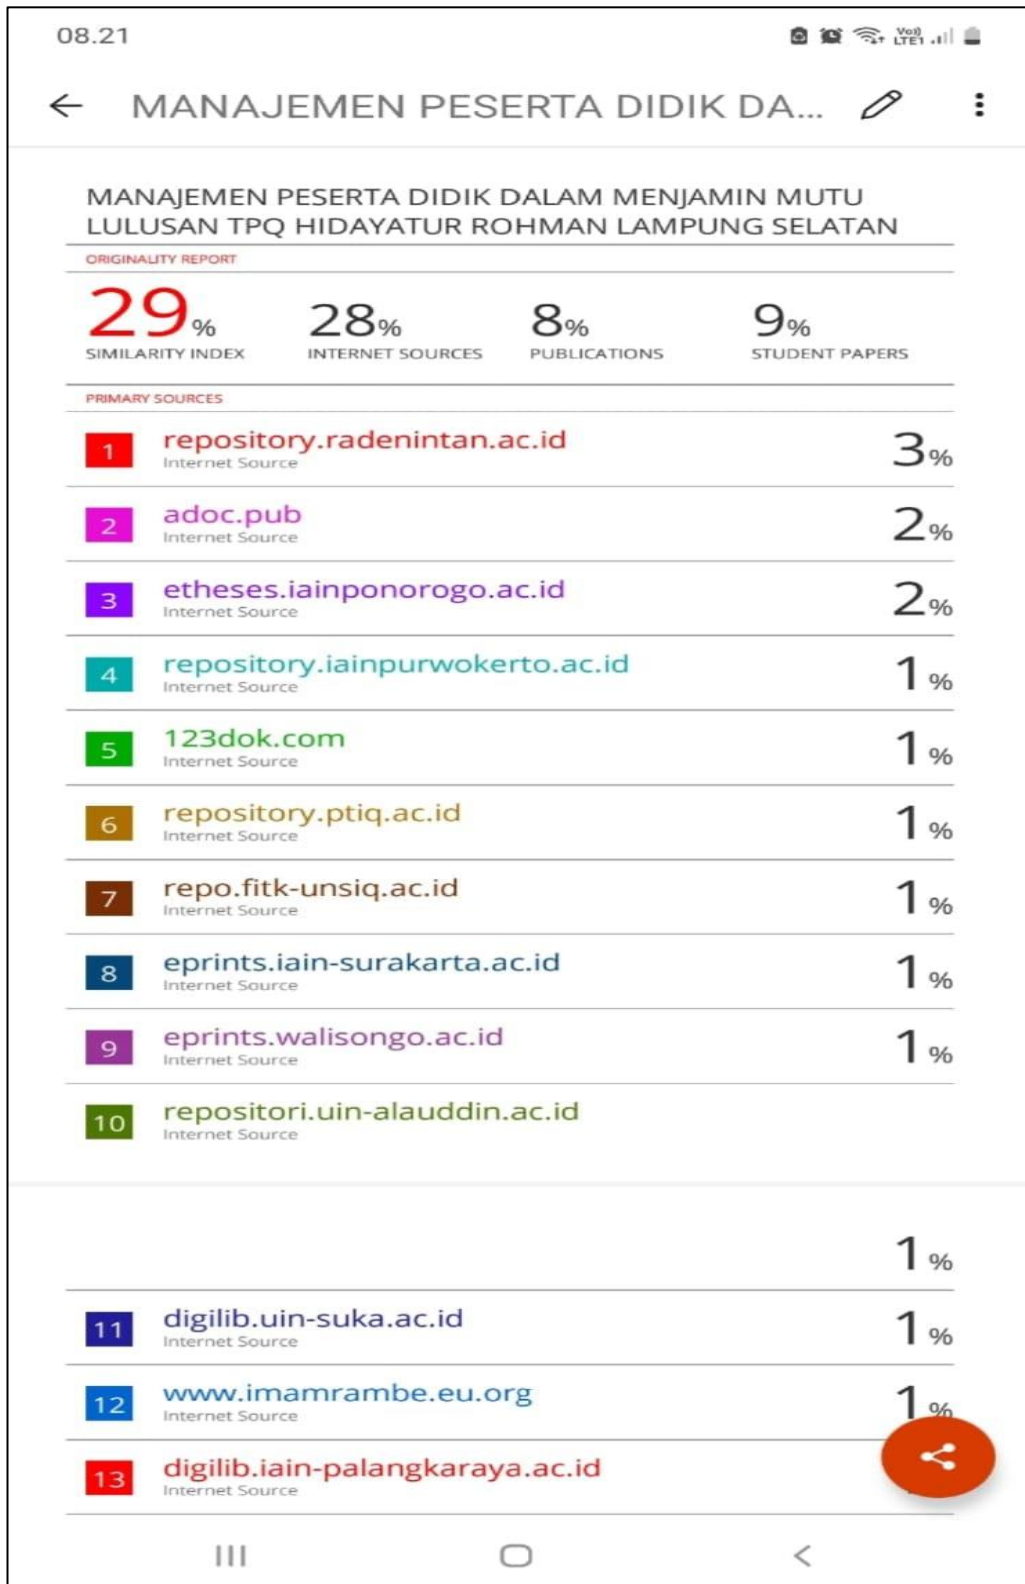 08.21
Vo))
LTE1
MANAJEMEN PESERTA DIDIK DA...
MANAJEMEN PESERTA DIDIK DALAM MENJAMIN MUTU
LULUSAN TPQ HIDAYATUR ROHMAN LAMPUNG SELATAN
ORIGINALITY REPORT
29% 28% 8% 9%
SIMILARITY INDEX INTERNET SOURCES PUBLICATIONS STUDENT PAPERS
PRIMARY SOURCES
1 repository.radenintan.ac.id 3%
Internet Source
2 adoc.pub 2%
Internet Source
3 etheses.iainponorogo.ac.id 2%
Internet Source
4 repository.iainpurwokerto.ac.id 1%
Internet Source
5 123dok.com 1%
Internet Source
6 repository.ptiq.ac.id 1%
Internet Source
7 repo.fitk-unsiq.ac.id 1%
Internet Source
8 eprints.iain-surakarta.ac.id 1%
Internet Source
9 eprints.walisongo.ac.id 1%
Internet Source
10 repositori.uin-alauddin.ac.id
Internet Source
1%
11 digilib.uin-suka.ac.id 1%
Internet Source
12 www.imamrambe.eu.org 1%
Internet Source
13 digilib.iain-palangkaraya.ac.id
Internet Source